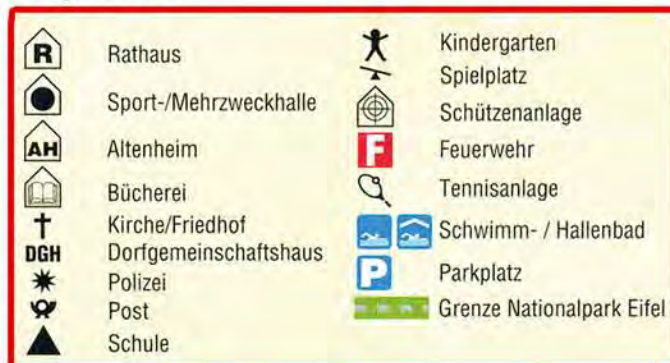 R Rathaus
Sport-/Mehrzweckhalle
AH Altenheim
Bücherei
Kirche/Friedhof
DGH Dorfgemeinschaftshaus
Polizei
Post
Schule
Kindergarten
Spielplatz
Schützenanlage
F Feuerwehr
Tennisanlage
Schwimm- / Hallenbad
P Parkplatz
Grenze Nationalpark Eifel